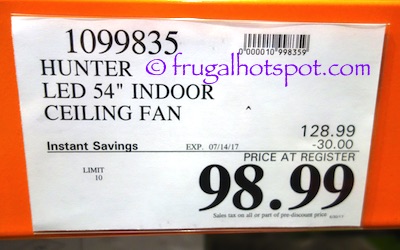 1099835
0000010998359
HUNTER
© frugalhotspot.com
LED 54" INDOOR
CEILING FAN
^
128.99
Instant Savings EXP. 07/14/17 -30.00
PRICE AT REGISTER
LIMIT
10
98.99
Sales tax on all or part of pre-discount price